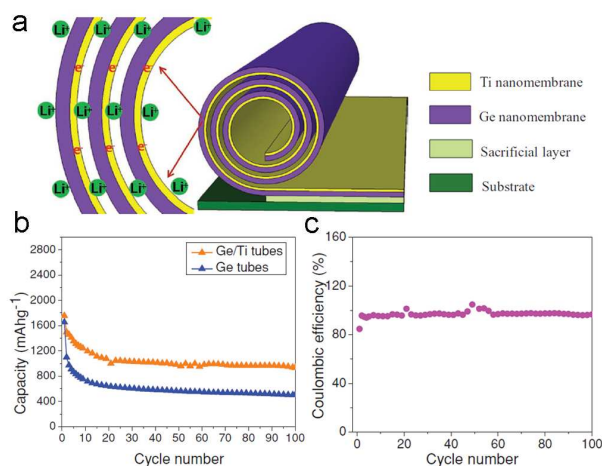 a
Li⁺ Li⁺ Li⁺ Li⁺
e⁻ e⁻ e⁻
Li⁺ Li⁺ Li⁺ Li⁺
e⁻ e⁻ e⁻
Li⁺ Li⁺ Li⁺ Li⁺
Ti nanomembrane
Ge nanomembrane
Sacrificial layer
Substrate
b
Capacity (mAhg⁻¹)
2800
2400
2000
1600
1200
800
400
0
Ge/Ti tubes
Ge tubes
0 10 20 30 40 50 60 70 80 90 100
Cycle number
c
Coulombic efficiency (%)
160
120
80
40
0
0 20 40 60 80 100
Cycle number